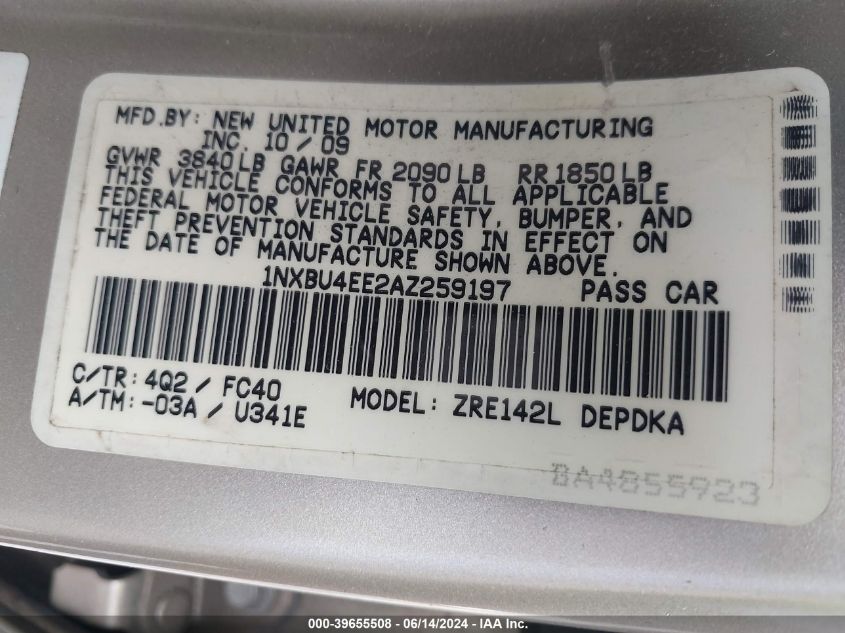 MFD.BY: NEW UNITED MOTOR MANUFACTURING
INC. 10 / 09
GVWR 3840 LB GAWR FR 2090 LB RR 1850 LB
THIS VEHICLE CONFORMS TO ALL APPLICABLE
FEDERAL MOTOR VEHICLE SAFETY, BUMPER, AND
THEFT PREVENTION STANDARDS IN EFFECT ON
THE DATE OF MANUFACTURE SHOWN ABOVE.
1NXBU4EE2AZ259197 PASS CAR
C/TR: 4Q2 / FC40
A/TM: -03A / U341E
MODEL: ZRE142L DEPDKA
BA4855923
000-39655508 - 06/14/2024 - IAA Inc.